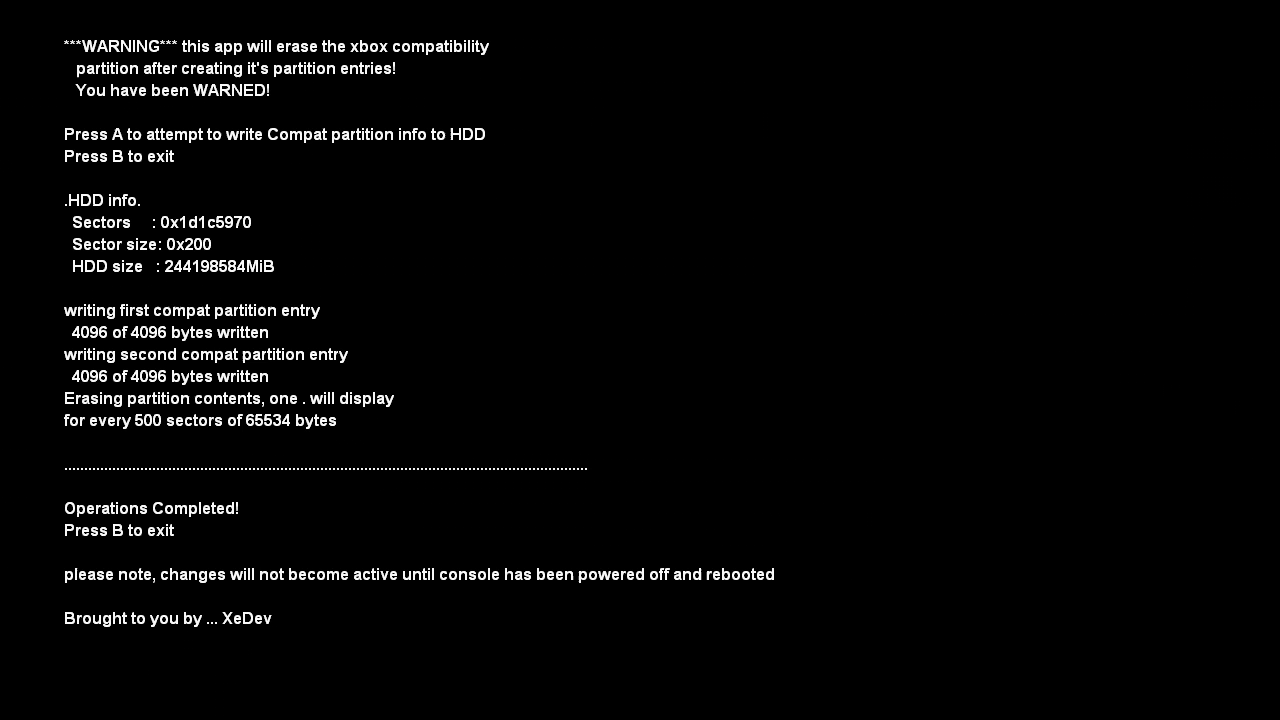 ***WARNING*** this app will erase the xbox compatibility
partition after creating it's partition entries!
You have been WARNED!
Press A to attempt to write Compat partition info to HDD
Press B to exit
.HDD info.
Sectors : 0x1d1c5970
Sector size: 0x200
HDD size : 244198584MiB
writing first compat partition entry
4096 of 4096 bytes written
writing second compat partition entry
4096 of 4096 bytes written
Erasing partition contents, one . will display
for every 500 sectors of 65534 bytes
...................................................................................................................................
Operations Completed!
Press B to exit
please note, changes will not become active until console has been powered off and rebooted
Brought to you by ... XeDev